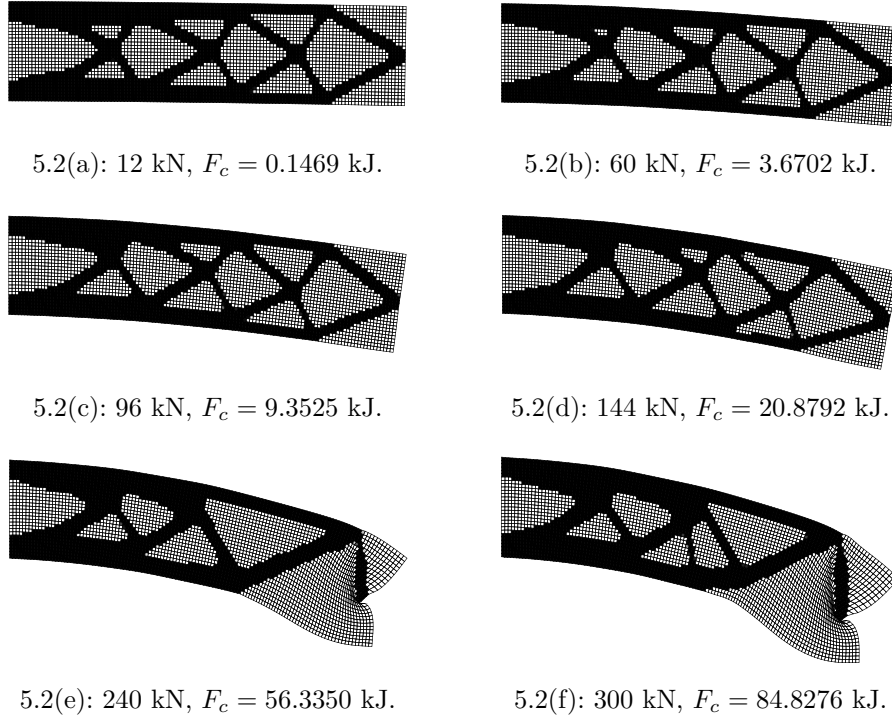 5.2(a): 12 kN, F_c = 0.1469 kJ.
5.2(b): 60 kN, F_c = 3.6702 kJ.
5.2(c): 96 kN, F_c = 9.3525 kJ.
5.2(d): 144 kN, F_c = 20.8792 kJ.
5.2(e): 240 kN, F_c = 56.3350 kJ.
5.2(f): 300 kN, F_c = 84.8276 kJ.